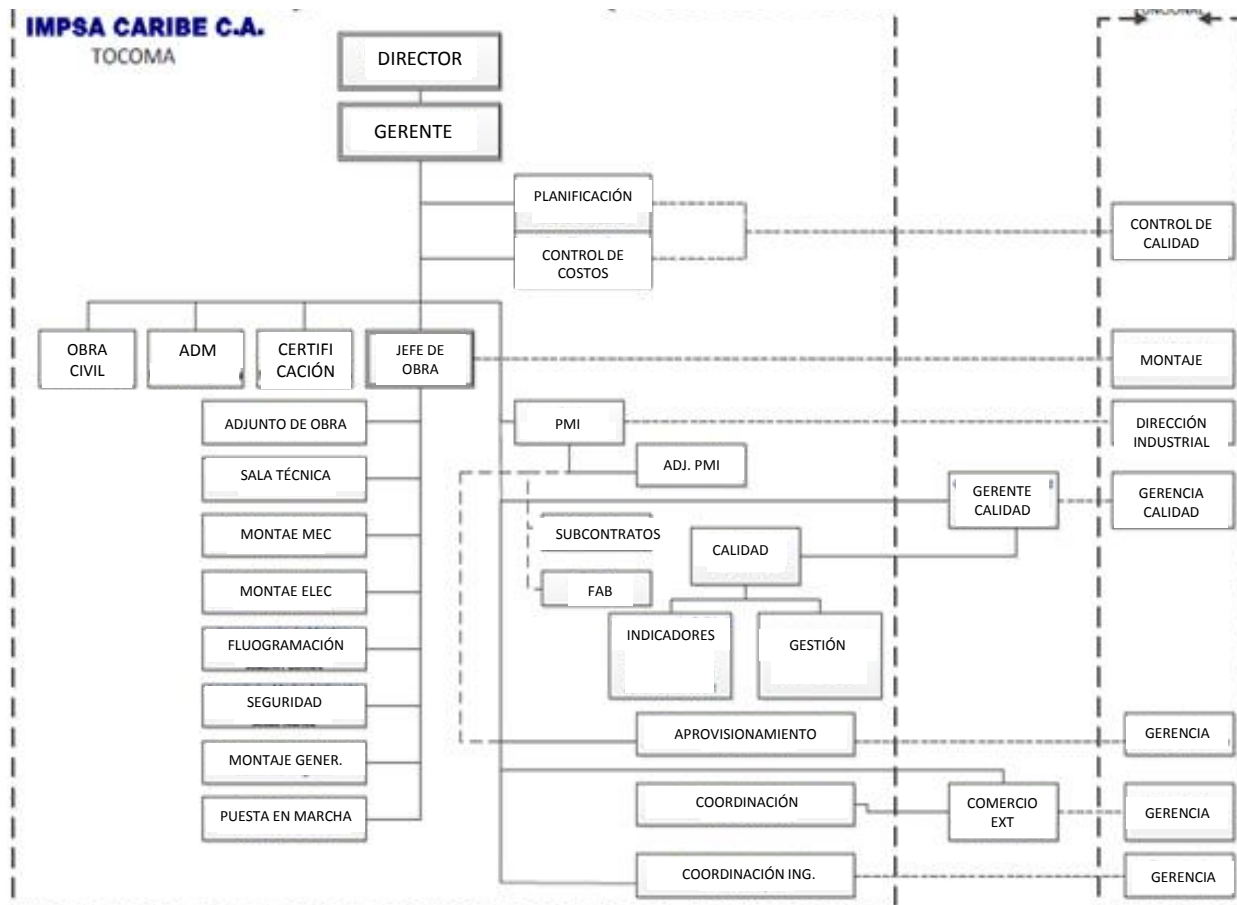 IMPSA CARIBE C.A.
TOCOMA
DIRECTOR
GERENTE
PLANIFICACIÓN
CONTROL DE
COSTOS
CONTROL DE
CALIDAD
OBRA
CIVIL
ADM
CERTIFI
CACIÓN
JEFE DE
OBRA
MONTAJE
ADJUNTO DE OBRA
PMI
DIRECCIÓN
INDUSTRIAL
SALA TÉCNICA
ADJ. PMI
GERENTE
CALIDAD
GERENCIA
CALIDAD
MONTAE MEC
SUBCONTRATOS
CALIDAD
MONTAE ELEC
FAB
FLUOGRAMACIÓN
INDICADORES
GESTIÓN
SEGURIDAD
MONTAJE GENER.
APROVISIONAMIENTO
GERENCIA
PUESTA EN MARCHA
COORDINACIÓN
COMERCIO
EXT
GERENCIA
COORDINACIÓN ING.
GERENCIA